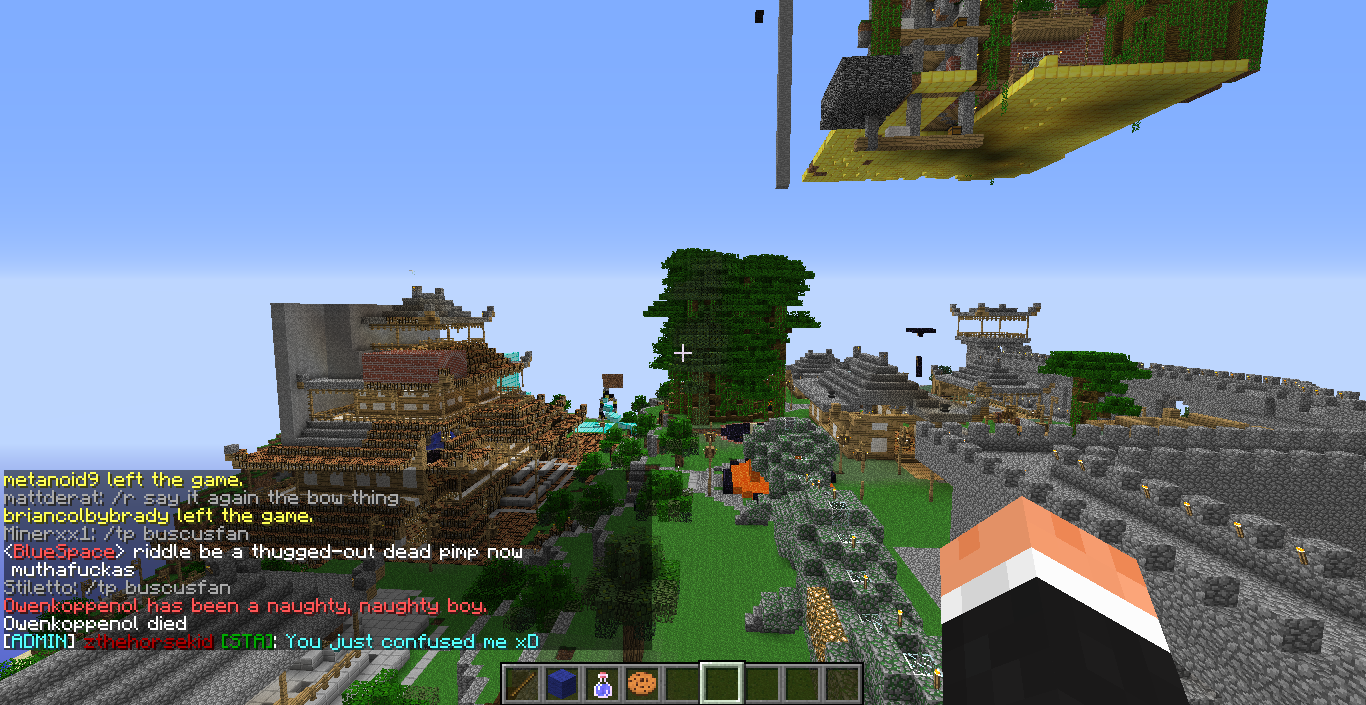 metanoid9 left the game.
mattderat: /r say it again the bow thing
briancolbybrady left the game.
Minerxx1: /tp buscusfan
<BlueSpace> riddle be a thugged-out dead pimp now
muthafuckas
Stiletto: /tp buscusfan
Owenkoppenol has been a naughty, naughty boy.
Owenkoppenol died
[ADMIN] zthehorsekid [STA]: You just confused me xD